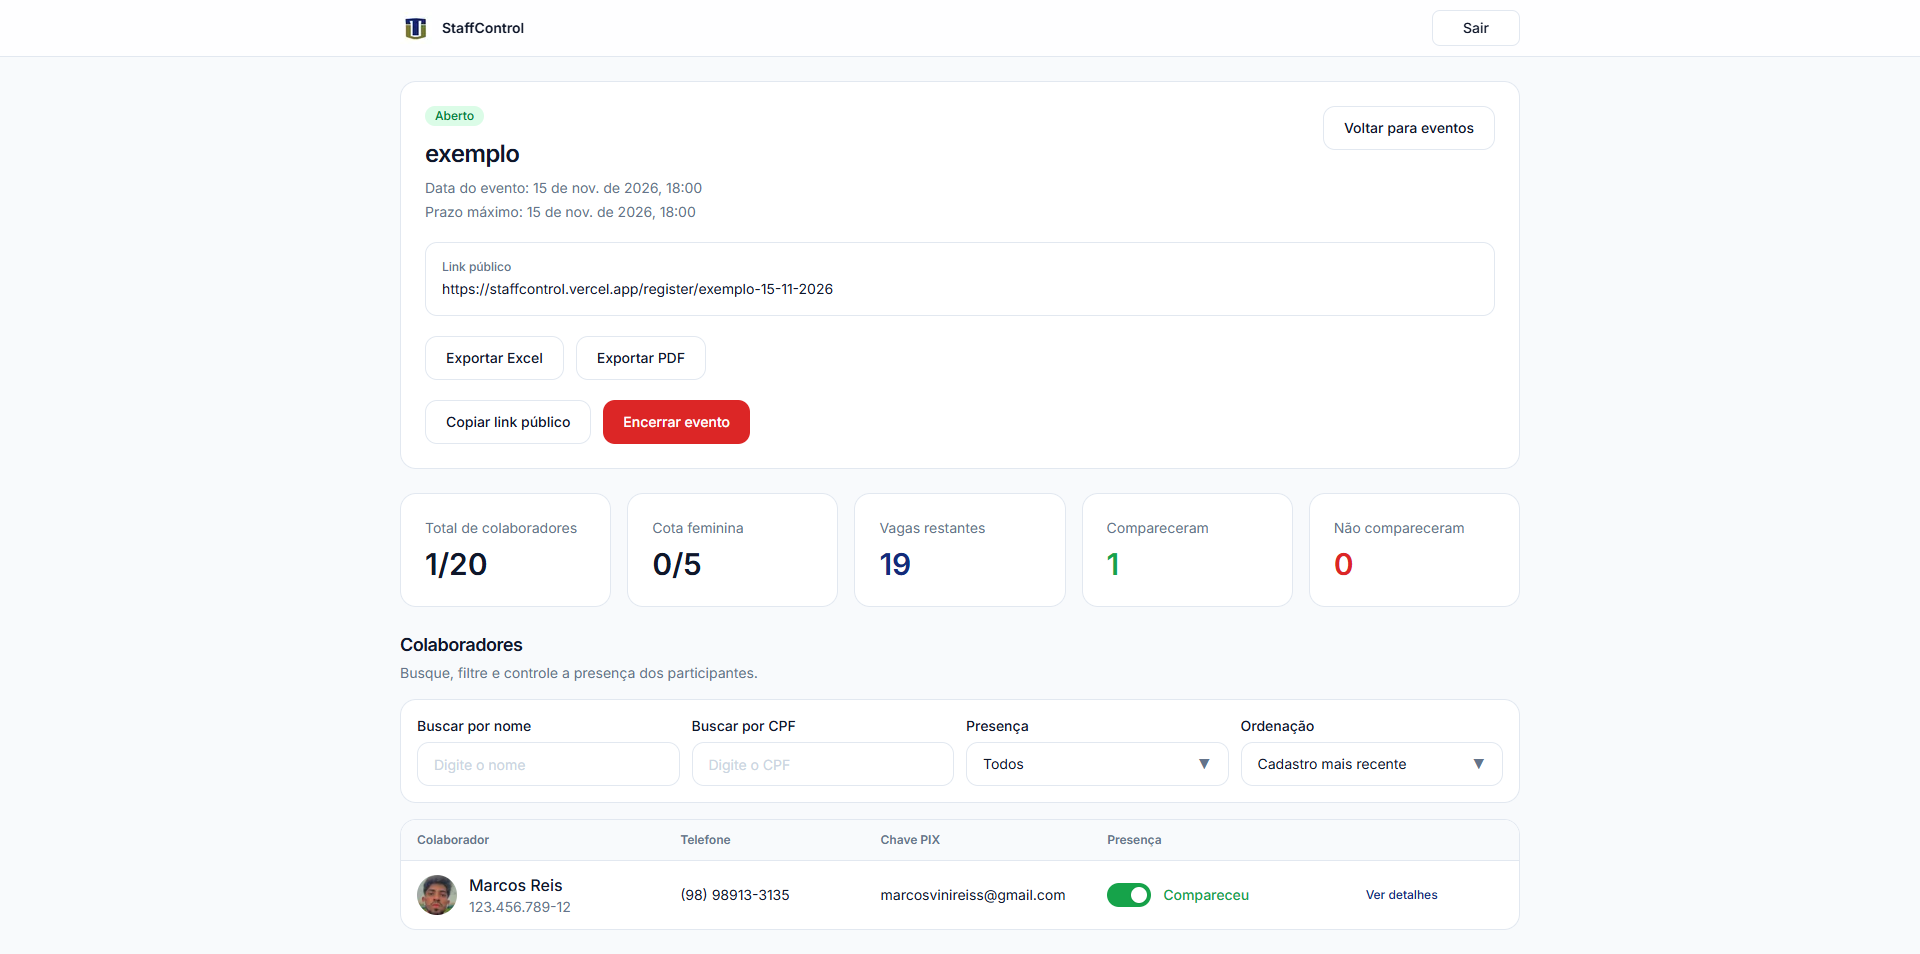 StaffControl
Sair
Aberto
Voltar para eventos
exemplo
Data do evento: 15 de nov. de 2026, 18:00
Prazo máximo: 15 de nov. de 2026, 18:00
Link público
https://staffcontrol.vercel.app/register/exemplo-15-11-2026
Exportar Excel
Exportar PDF
Copiar link público
Encerrar evento
Total de colaboradores
1/20
Cota feminina
0/5
Vagas restantes
19
Compareceram
1
Não compareceram
0
Colaboradores
Busque, filtre e controle a presença dos participantes.
Buscar por nome
Digite o nome
Buscar por CPF
Digite o CPF
Presença
Todos
Ordenação
Cadastro mais recente
Colaborador Telefone Chave PIX Presença
Marcos Reis
123.456.789-12
(98) 98913-3135
marcosvinireiss@gmail.com
Compareceu
Ver detalhes